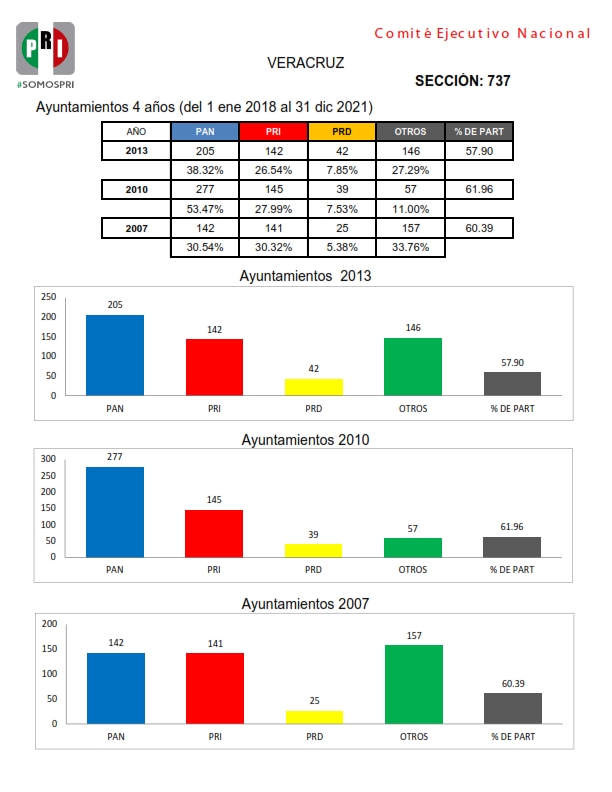 Comité Ejecutivo Nacional
PRI
#SOMOSPRI
VERACRUZ
SECCIÓN: 737
Ayuntamientos 4 años (del 1 ene 2018 al 31 dic 2021)
AÑO PAN PRI PRD OTROS % DE PART
2013 205 142 42 146 57.90
38.32% 26.54% 7.85% 27.29%
2010 277 145 39 57 61.96
53.47% 27.99% 7.53% 11.00%
2007 142 141 25 157 60.39
30.54% 30.32% 5.38% 33.76%
Ayuntamientos 2013
250
200
150
100
50
0
205 142 42 146 57.90
PAN PRI PRD OTROS % DE PART
Ayuntamientos 2010
300
250
200
150
100
50
0
277 145 39 57 61.96
PAN PRI PRD OTROS % DE PART
Ayuntamientos 2007
200
150
100
50
0
142 141 25 157 60.39
PAN PRI PRD OTROS % DE PART